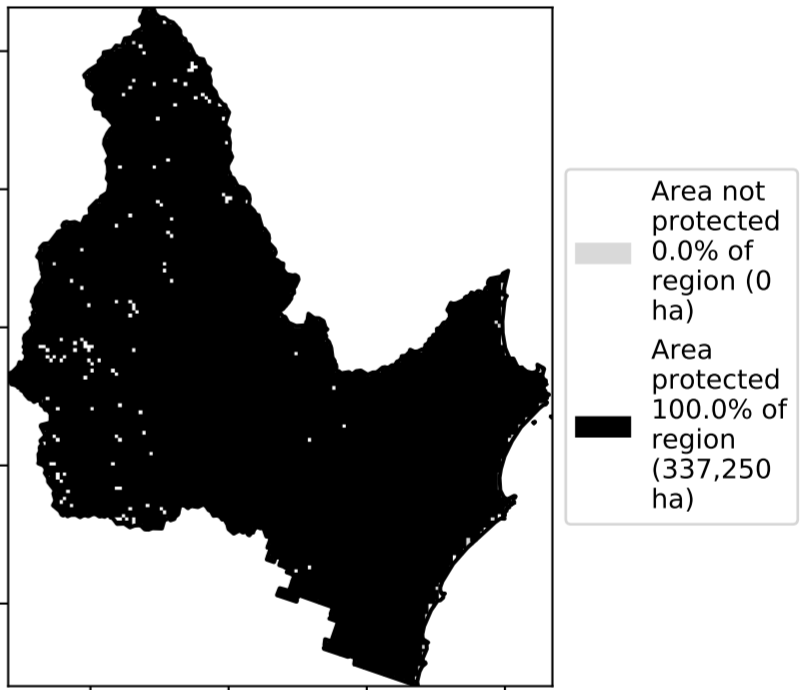 Area not
protected
0.0% of
region (0
ha)
Area
protected
100.0% of
region
(337,250
ha)